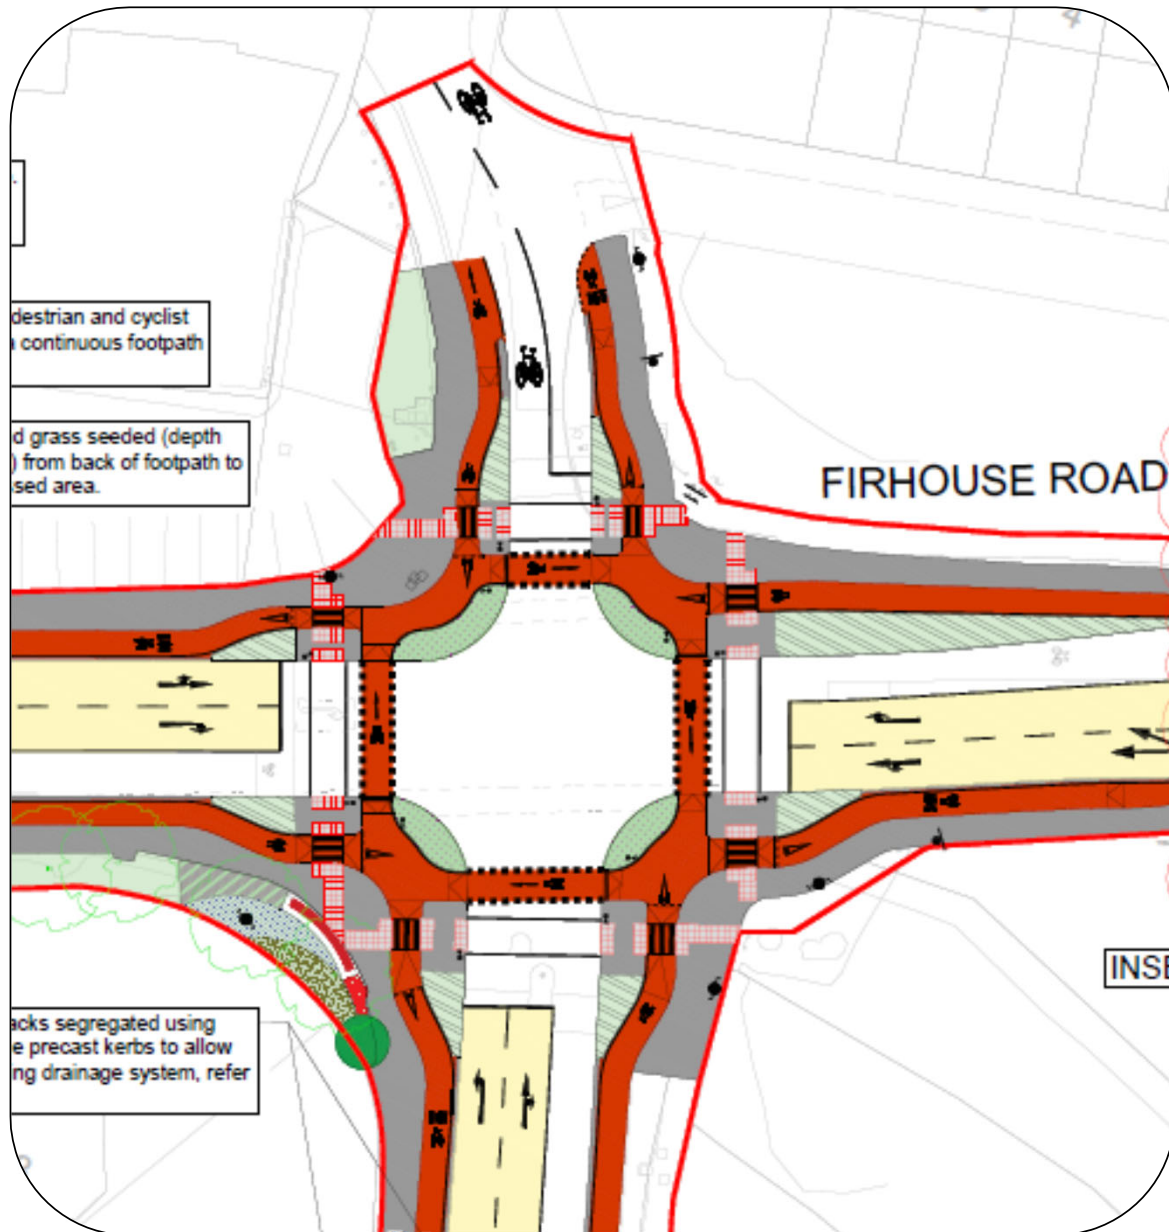 4
destrian and cyclist
continuous footpath
d grass seeded (depth
) from back of footpath to
sed area.
FIRHOUSE ROAD
INSE
acks segregated using
e precast kerbs to allow
ng drainage system, refer